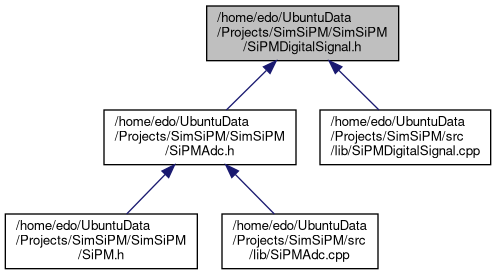 /home/edo/UbuntuData
/Projects/SimSiPM/SimSiPM
/SiPMDigitalSignal.h
/home/edo/UbuntuData
/Projects/SimSiPM/SimSiPM
/SiPMAdc.h
/home/edo/UbuntuData
/Projects/SimSiPM/src
/lib/SiPMDigitalSignal.cpp
/home/edo/UbuntuData
/Projects/SimSiPM/SimSiPM
/SiPM.h
/home/edo/UbuntuData
/Projects/SimSiPM/src
/lib/SiPMAdc.cpp